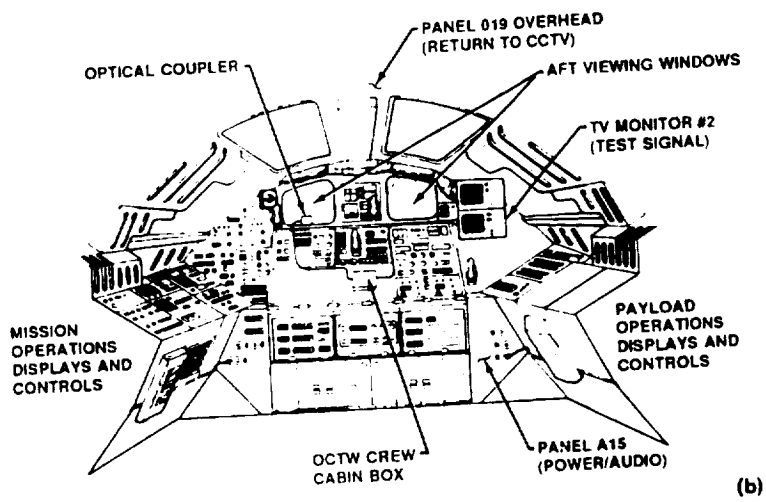 PANEL 019 OVERHEAD
(RETURN TO CCTV)
OPTICAL COUPLER
AFT VIEWING WINDOWS
TV MONITOR #2
(TEST SIGNAL)
MISSION
OPERATIONS
DISPLAYS AND
CONTROLS
PAYLOAD
OPERATIONS
DISPLAYS AND
CONTROLS
OCTW CREW
CABIN BOX
PANEL A15
(POWER/AUDIO)
(b)